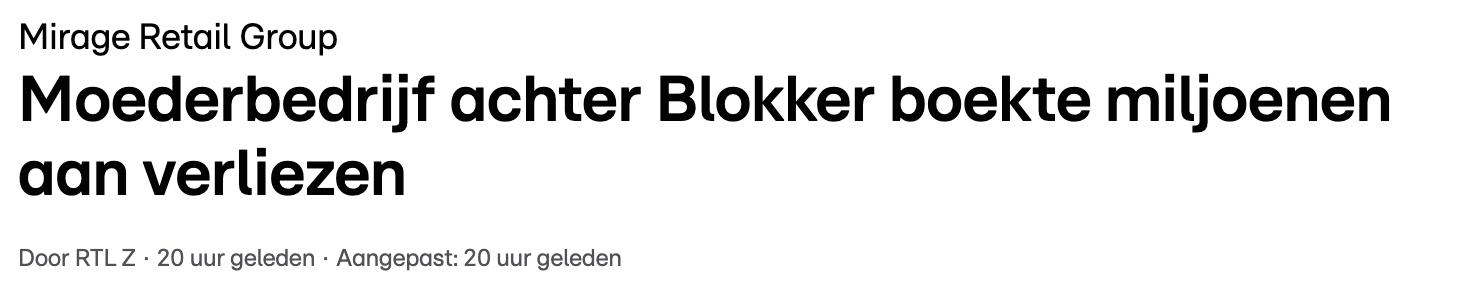 Mirage Retail Group
Moederbedrijf achter Blokker boekte miljoenen
aan verliezen
Door RTL Z · 20 uur geleden · Aangepast: 20 uur geleden